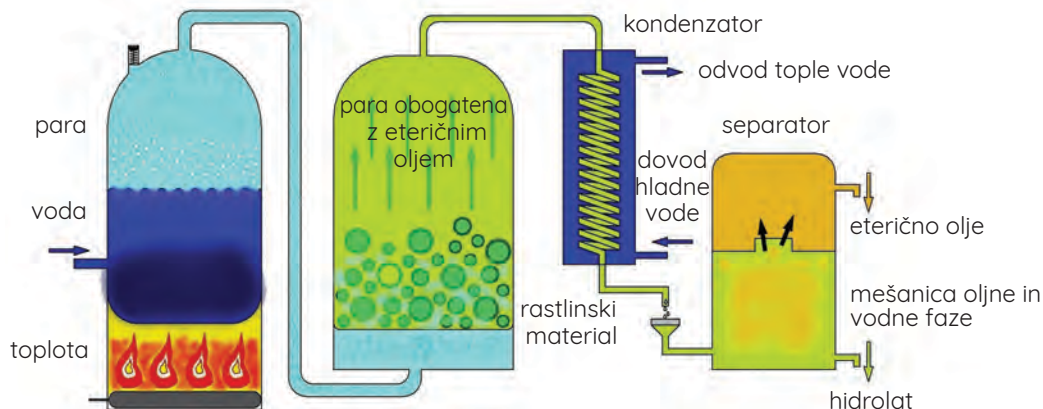 kondenzator
odvod tople vode
para
para obogatena
z eteričnim
oljem
separator
dovod
hladne
vode
voda
eterično olje
mešanica oljne in
vodne faze
rastlinski
material
toplota
hidrolat